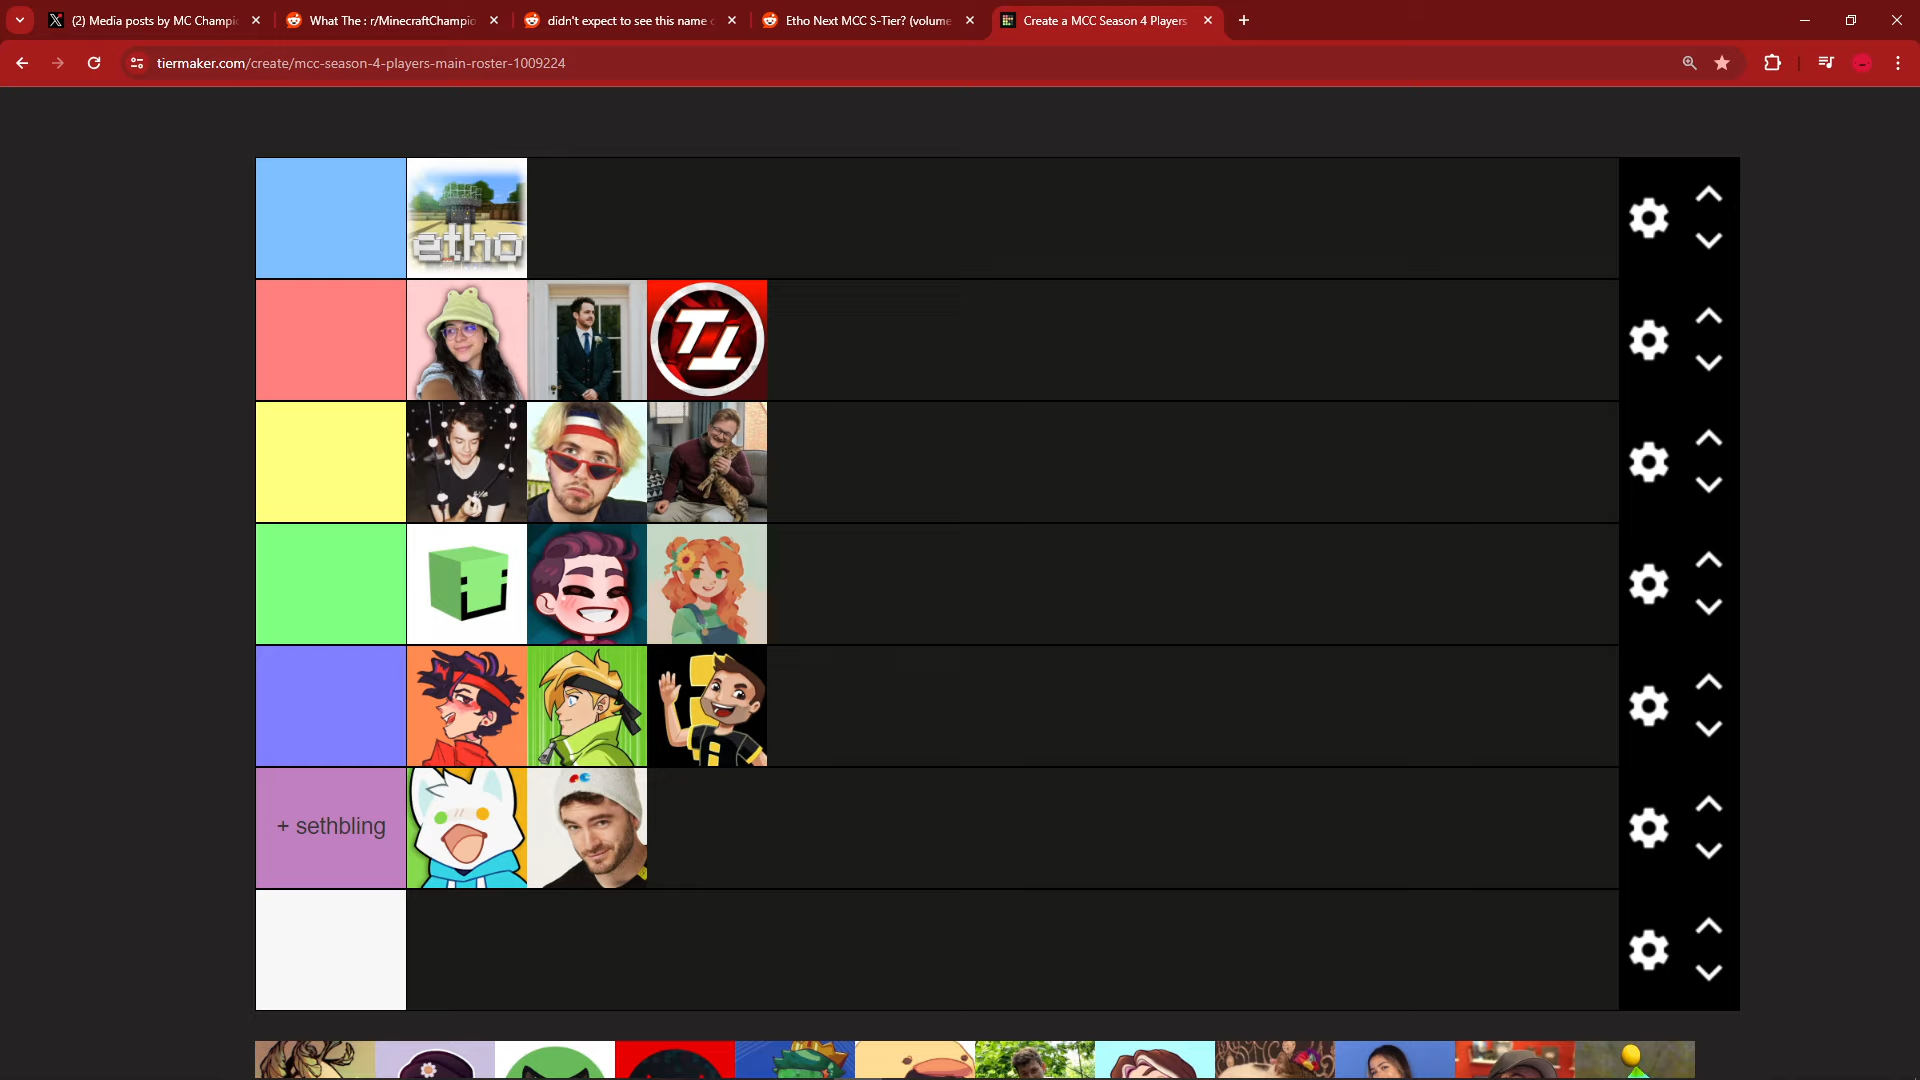 (2) Media posts by MC Champi
What The : r/MinecraftChampio
didn't expect to see this name o
Etho Next MCC S-Tier? (volume
Create a MCC Season 4 Players
tiermaker.com/create/mcc-season-4-players-main-roster-1009224
etho
TT
+ sethbling